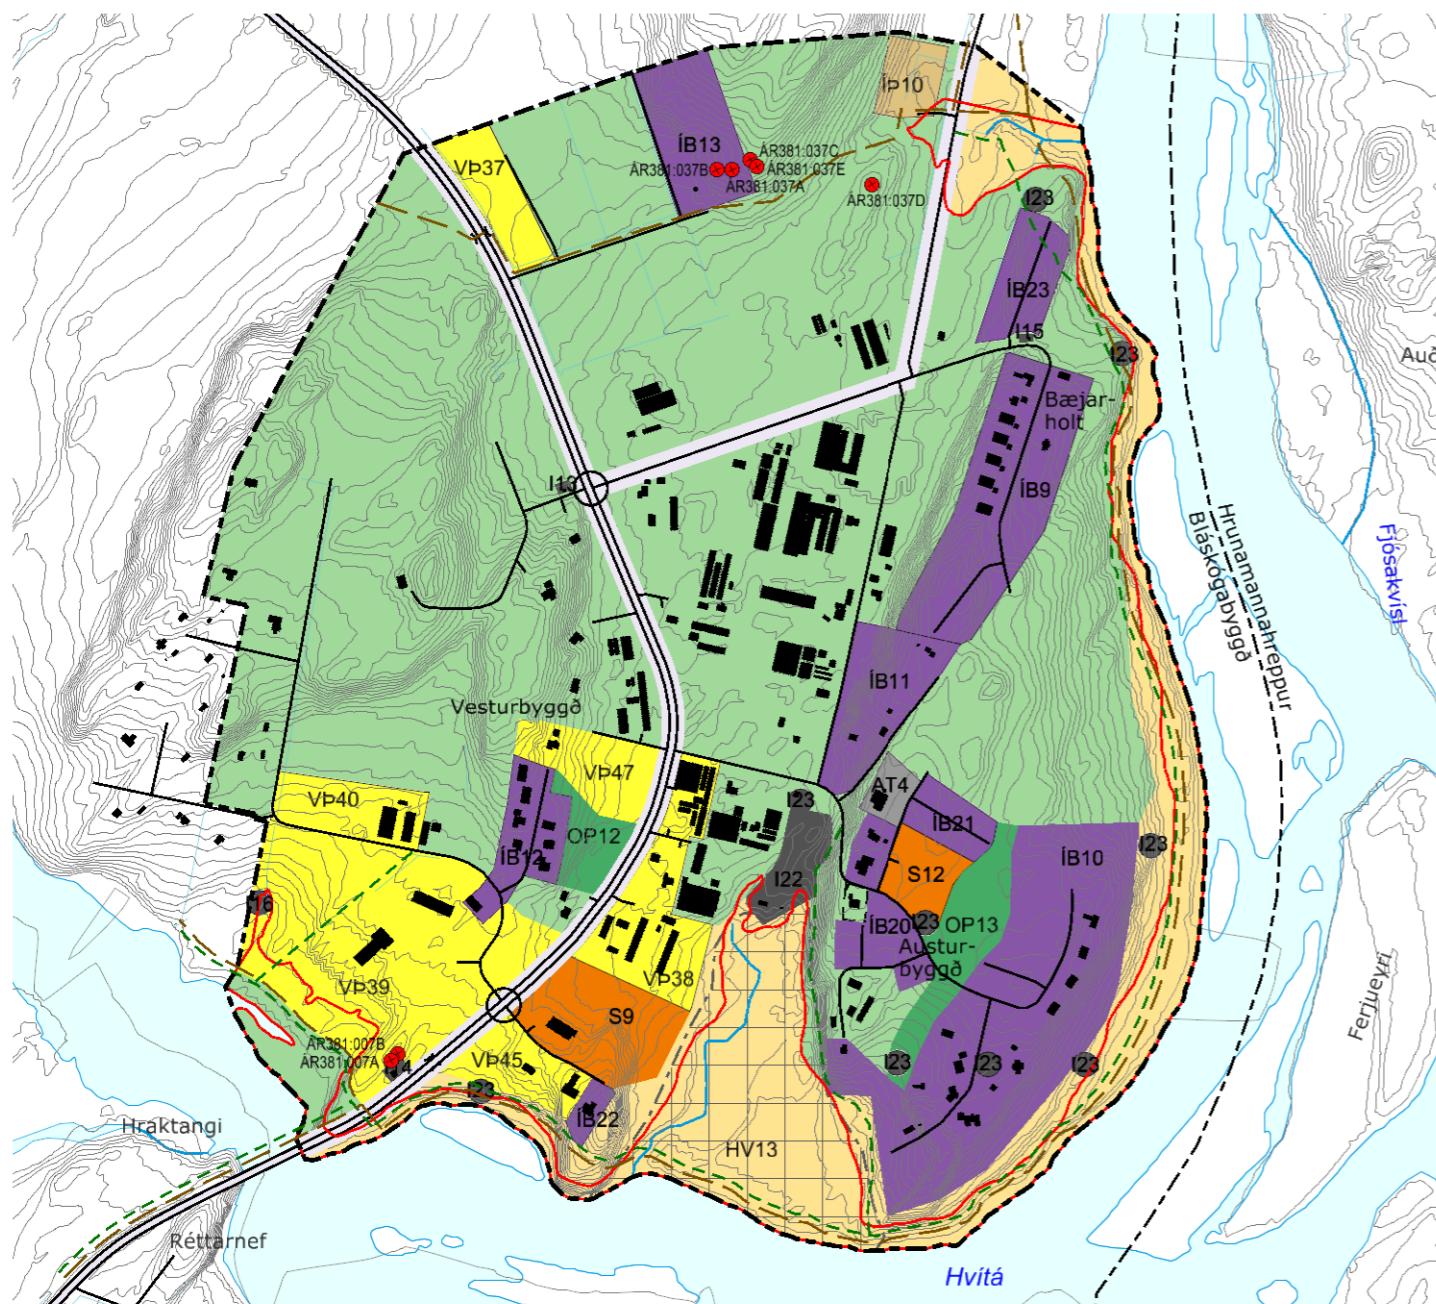 ÍÞ10
VÞ37
ÍB13
ÁR381:037C
ÁR381:037B
ÁR381:037E
ÁR381:037A
ÁR381:037D
I23
ÍB23
I15
I23
Auð
Bæjar-
holt
I13
ÍB9
Hrunamannahreppur
Bláskógabyggð
Fjósakvísl
ÍB11
Vesturbyggð
VÞ47
AT4
VÞ40
I23
ÍB21
OP12
I23
ÍB12
ÍB10
I22
S12
I16
I23
OP13
ÍB20
Austur-
byggð
VÞ39
VÞ38
S9
Ferjueyri
ÁR381:007B
ÁR381:007A
VÞ45
I23
I23
I23
I23
Hraktangi
ÍB22
HV13
Réttarnef
Hvítá